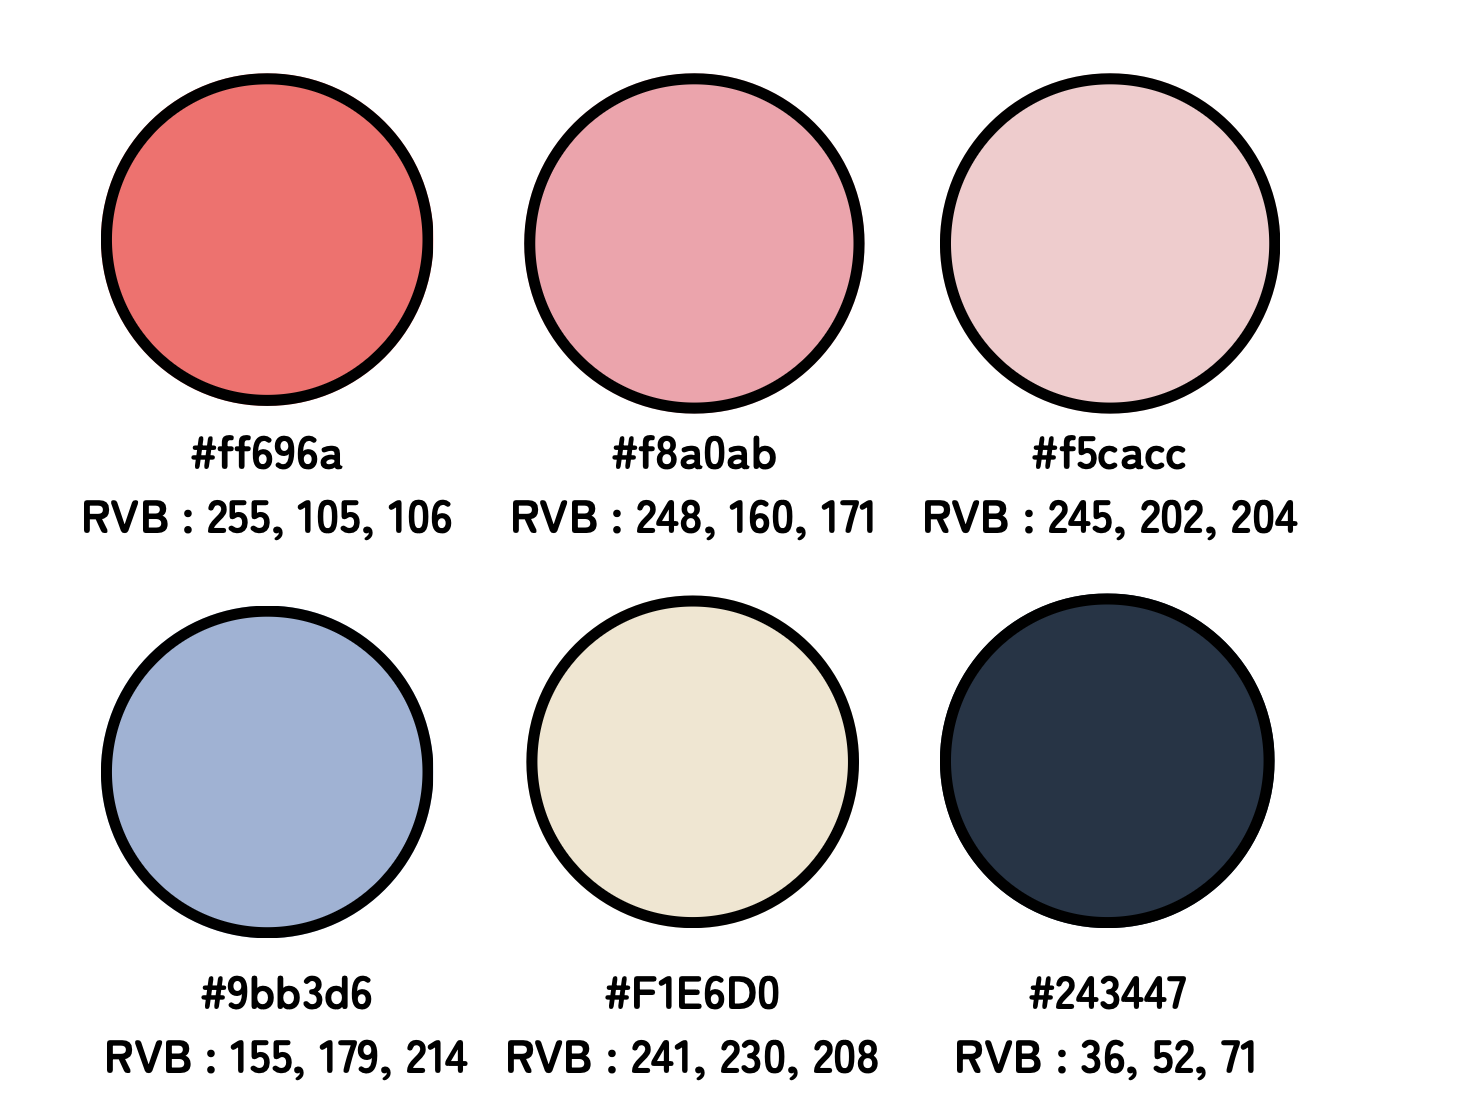 #ff696a
#f8a0ab
#f5cacc
RVB : 255, 105, 106
RVB : 248, 160, 171
RVB : 245, 202, 204
#9bb3d6
#F1E6D0
#243447
RVB : 155, 179, 214
RVB : 241, 230, 208
RVB : 36, 52, 71